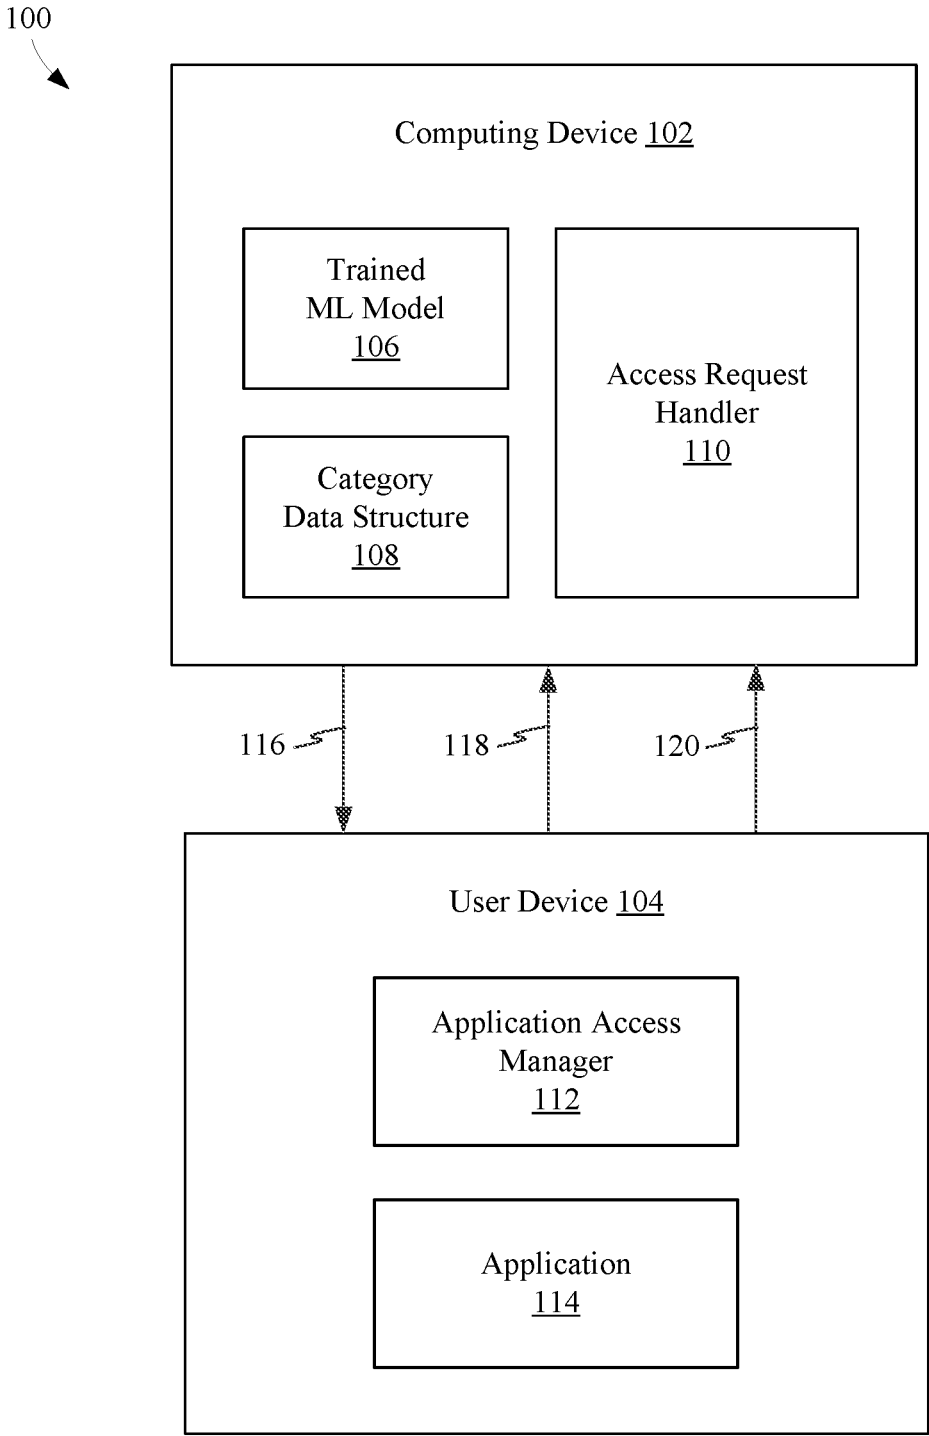 100
Computing Device 102
Trained
ML Model
106
Access Request
Handler
110
Category
Data Structure
108
116
118
120
User Device 104
Application Access
Manager
112
Application
114